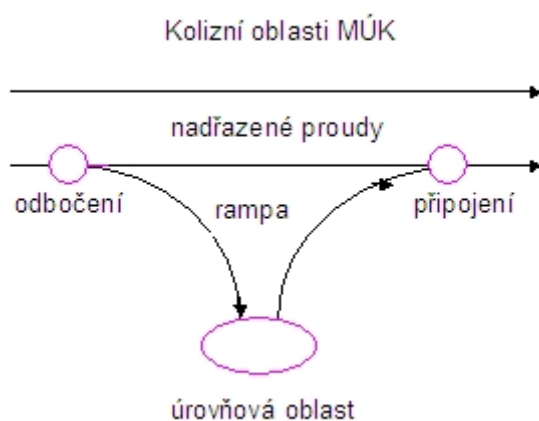 Kolizní oblasti MÚK
nadřazené proudy
odbočení
rampa
připojení
úrovňová oblast